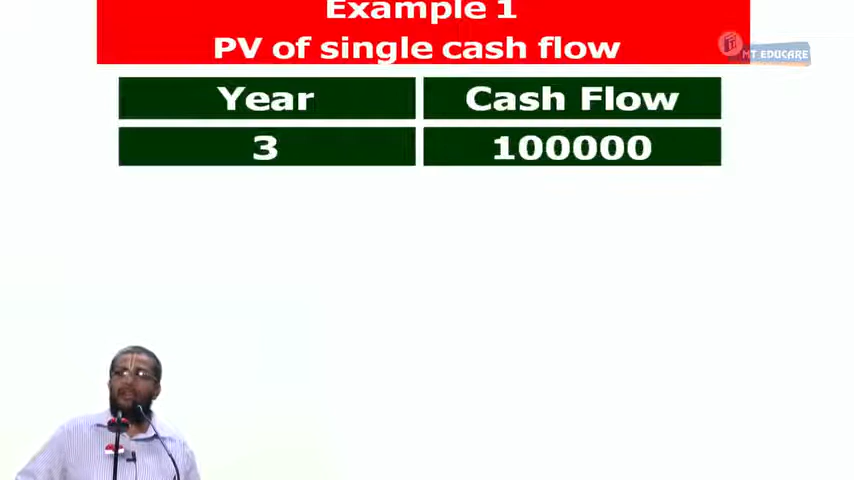 Example 1
PV of single cash flow
MT EDUCARE
Year
Cash Flow
3
100000